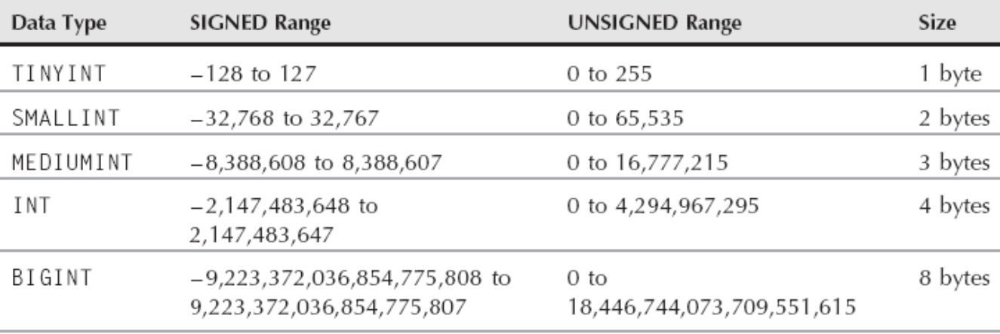 Data Type SIGNED Range UNSIGNED Range Size
TINYINT –128 to 127 0 to 255 1 byte
SMALLINT –32,768 to 32,767 0 to 65,535 2 bytes
MEDIUMINT –8,388,608 to 8,388,607 0 to 16,777,215 3 bytes
INT –2,147,483,648 to 0 to 4,294,967,295 4 bytes
2,147,483,647
BIGINT –9,223,372,036,854,775,808 to 0 to 8 bytes
9,223,372,036,854,775,807 18,446,744,073,709,551,615